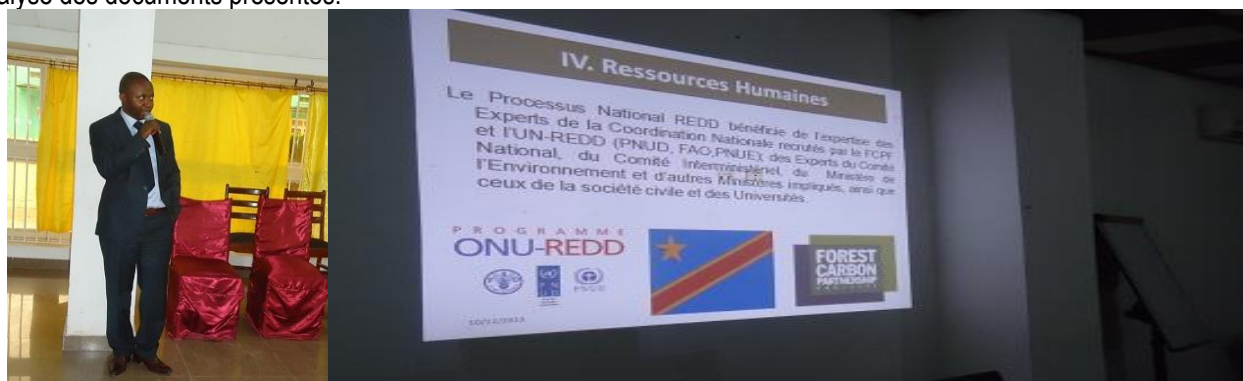 alyse des documents présentés.
IV. Ressources Humaines
Le Processus National REDD bénéficie de l'expertise des
Experts de la Coordination Nationale recrutés par le FCPF
et l'UN-REDD (PNUD, FAO,PNUE); des Experts du Comité
National, du Comité Interministériel, du Ministère de
l'Environnement et d'autres Ministères impliqués, ainsi que
ceux de la société civile et des Universités.
PROGRAMME
ONU-REDD
PNUD
PNUE
FOREST
CARBON
PARTNERSHIP